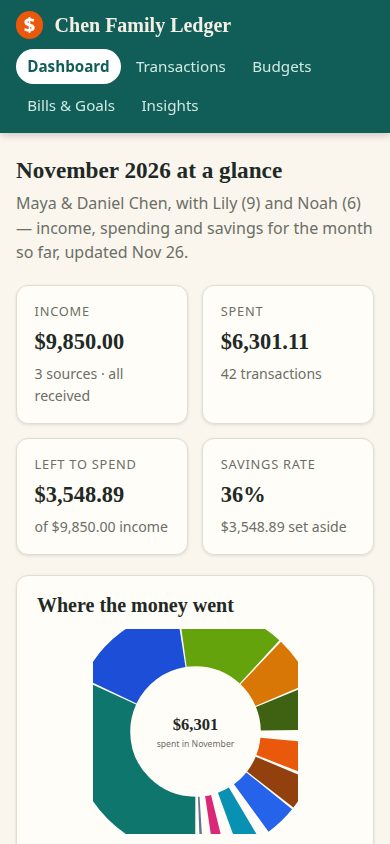 $ Chen Family Ledger
Dashboard Transactions Budgets
Bills & Goals Insights
November 2026 at a glance
Maya & Daniel Chen, with Lily (9) and Noah (6)
— income, spending and savings for the month
so far, updated Nov 26.
INCOME
$9,850.00
3 sources · all
received
SPENT
$6,301.11
42 transactions
LEFT TO SPEND
$3,548.89
of $9,850.00 income
SAVINGS RATE
36%
$3,548.89 set aside
Where the money went
$6,301
spent in November